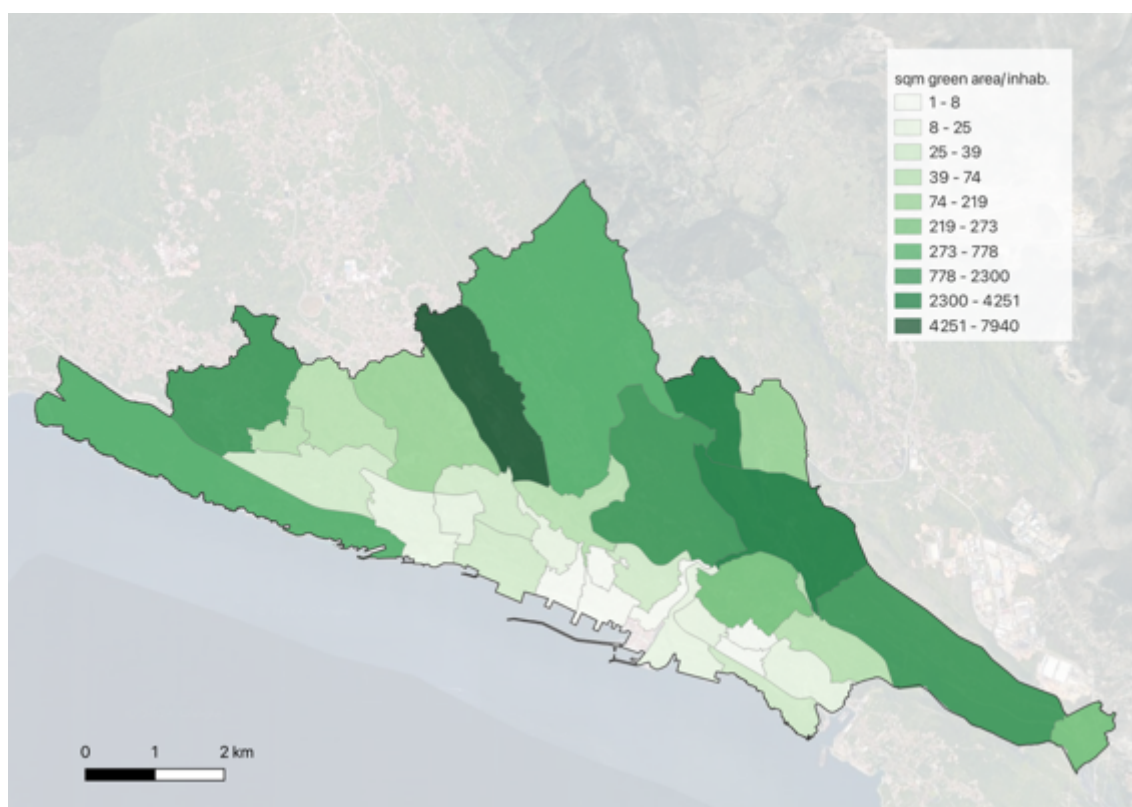 sqm green area/inhab.
1 - 8
8 - 25
25 - 39
39 - 74
74 - 219
219 - 273
273 - 778
778 - 2300
2300 - 4251
4251 - 7940
0 1 2 km